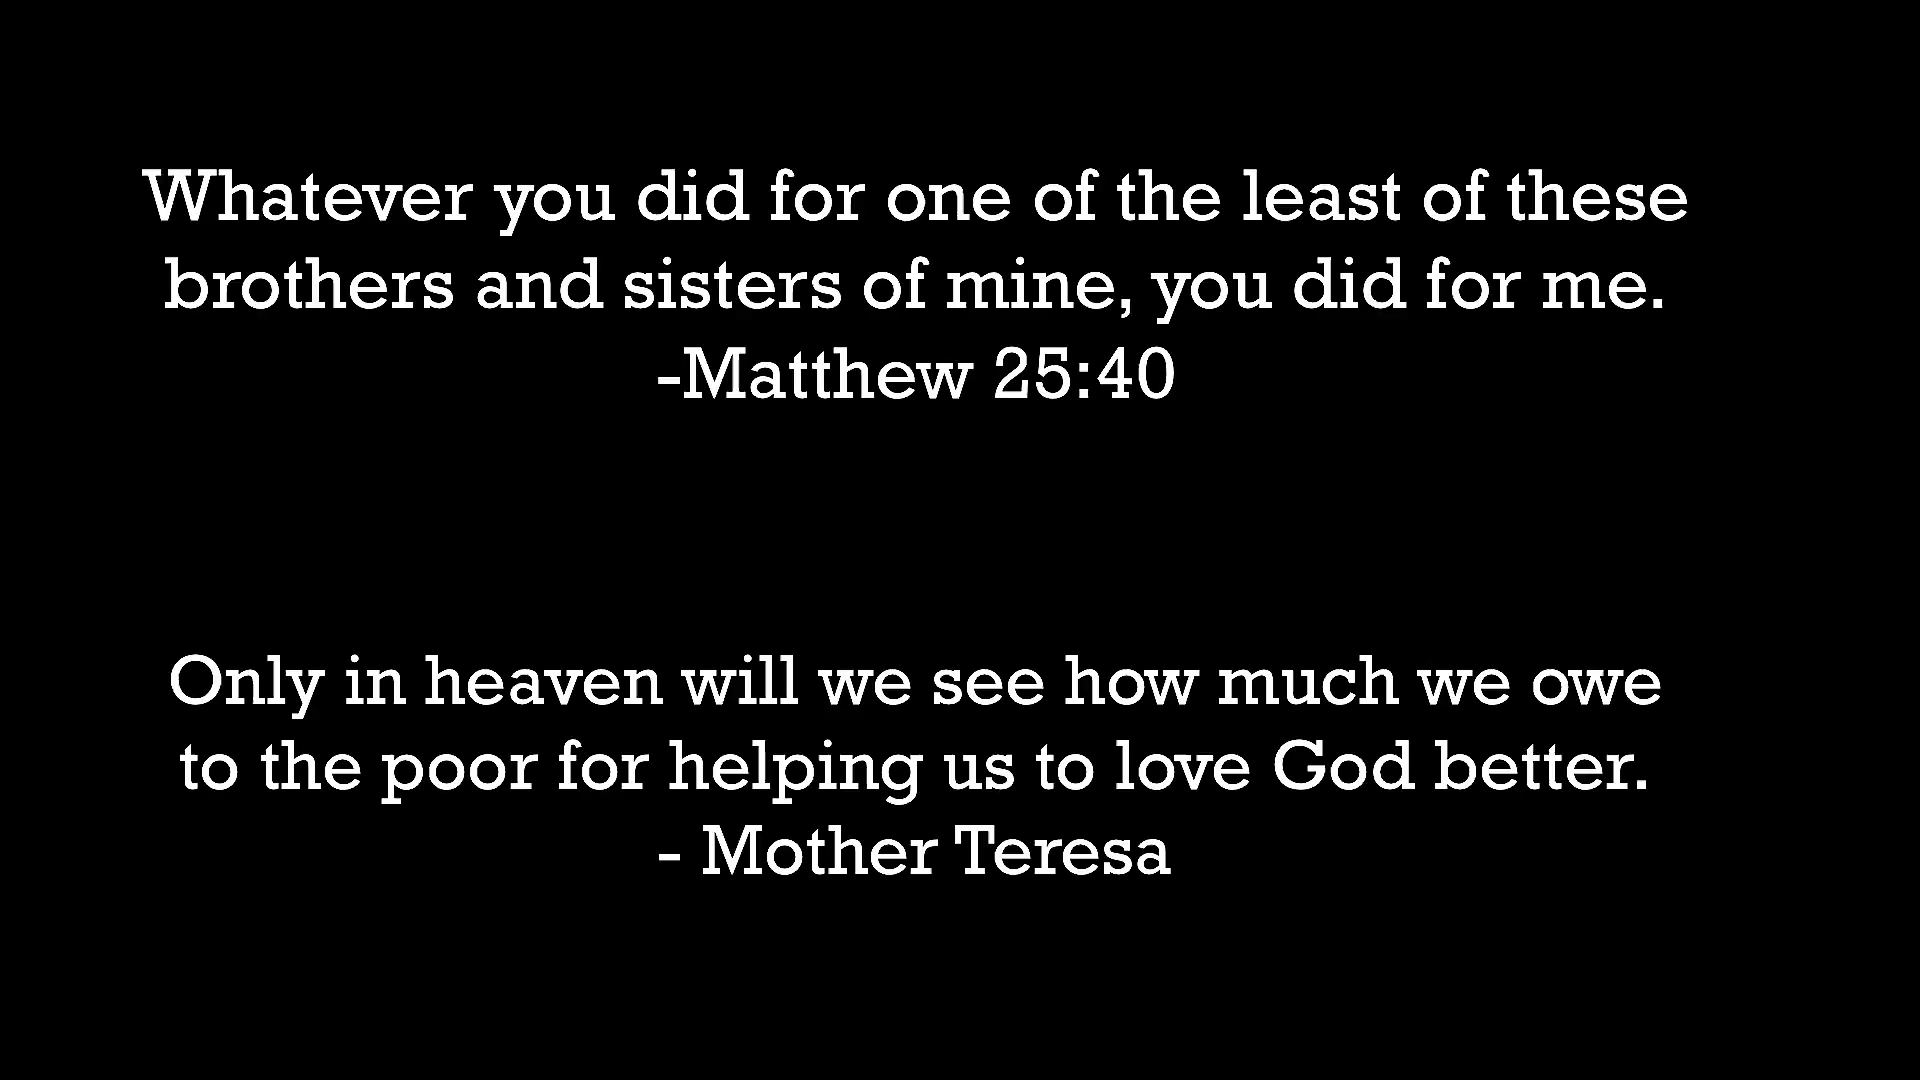 Whatever you did for one of the least of these
brothers and sisters of mine, you did for me.
-Matthew 25:40
Only in heaven will we see how much we owe
to the poor for helping us to love God better.
- Mother Teresa